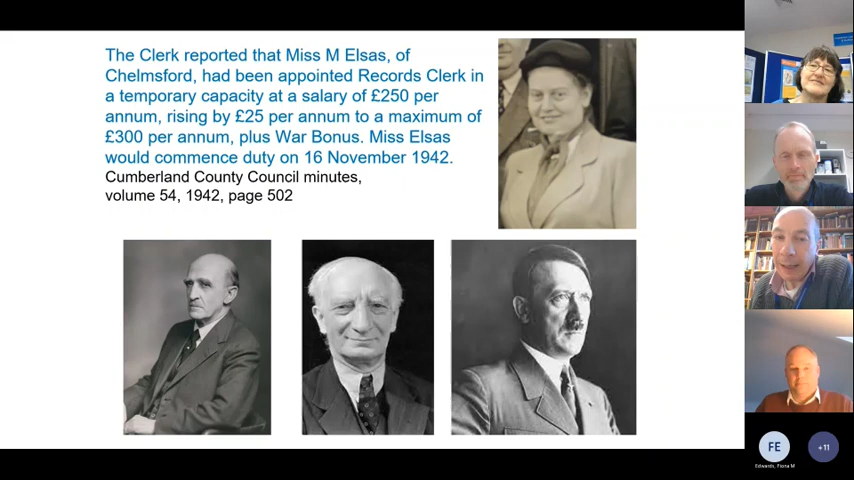 The Clerk reported that Miss M Elsas, of
Chelmsford, had been appointed Records Clerk in
a temporary capacity at a salary of £250 per
annum, rising by £25 per annum to a maximum of
£300 per annum, plus War Bonus. Miss Elsas
would commence duty on 16 November 1942.
Cumberland County Council minutes,
volume 54, 1942, page 502
FE
+11
Edwards, Fiona M